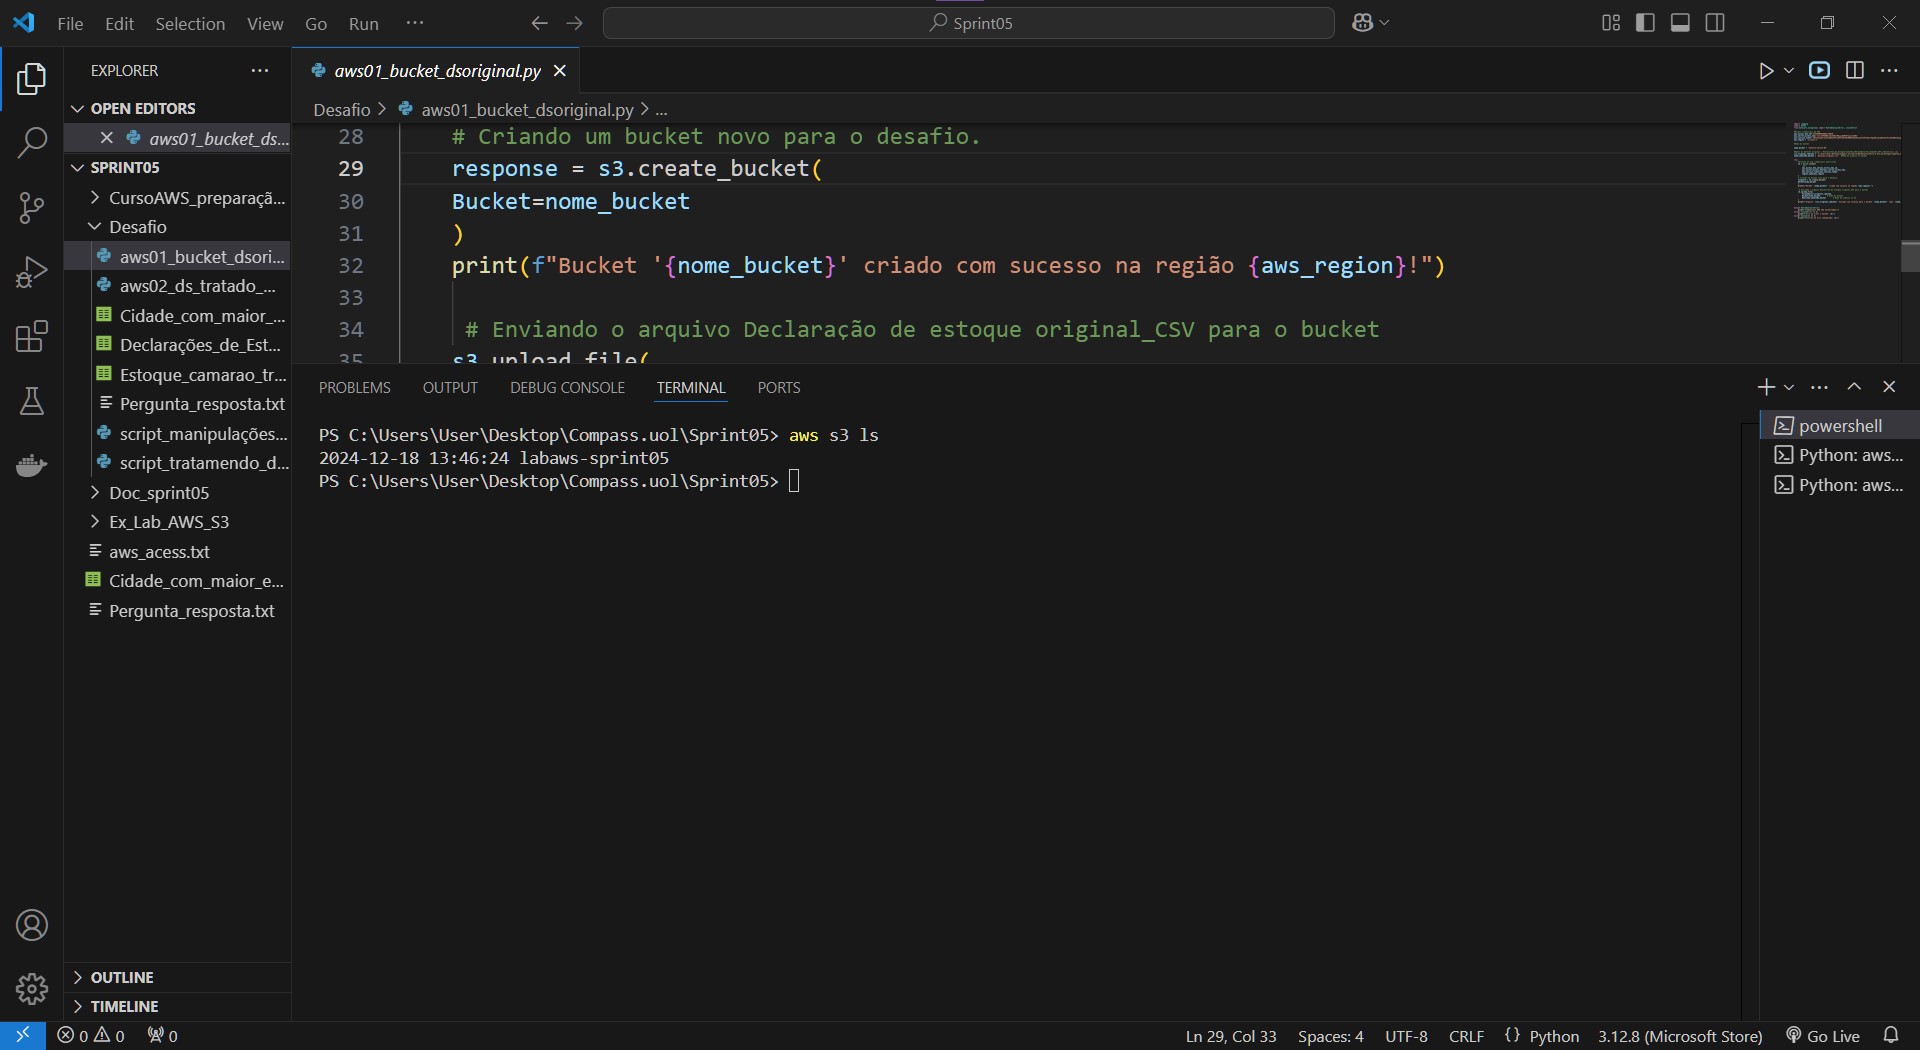 File Edit Selection View Go Run ··· Sprint05
EXPLORER ···
OPEN EDITORS
aws01_bucket_ds...
SPRINT05
CursoAWS_preparaçã...
Desafio
aws01_bucket_dsori...
aws02_ds_tratado_...
Cidade_com_maior_...
Declarações_de_Est...
Estoque_camarao_tr...
Pergunta_resposta.txt
script_manipulações...
script_tratamendo_d...
Doc_sprint05
Ex_Lab_AWS_S3
aws_acess.txt
Cidade_com_maior_e...
Pergunta_resposta.txt
OUTLINE
TIMELINE
aws01_bucket_dsoriginal.py
Desafio > aws01_bucket_dsoriginal.py > ...
28 # Criando um bucket novo para o desafio.
29 response = s3.create_bucket(
30 Bucket=nome_bucket
31 )
32 print(f"Bucket '{nome_bucket}' criado com sucesso na região {aws_region}!")
33
34 # Enviando o arquivo Declaração de estoque original_CSV para o bucket
35 s3.upload_file(
PROBLEMS OUTPUT DEBUG CONSOLE TERMINAL PORTS
PS C:\Users\User\Desktop\Compass.uol\Sprint05> aws s3 ls
2024-12-18 13:46:24 labaws-sprint05
PS C:\Users\User\Desktop\Compass.uol\Sprint05>
powershell
Python: aws...
Python: aws...
0 0 0 Ln 29, Col 33 Spaces: 4 UTF-8 CRLF {} Python 3.12.8 (Microsoft Store) Go Live